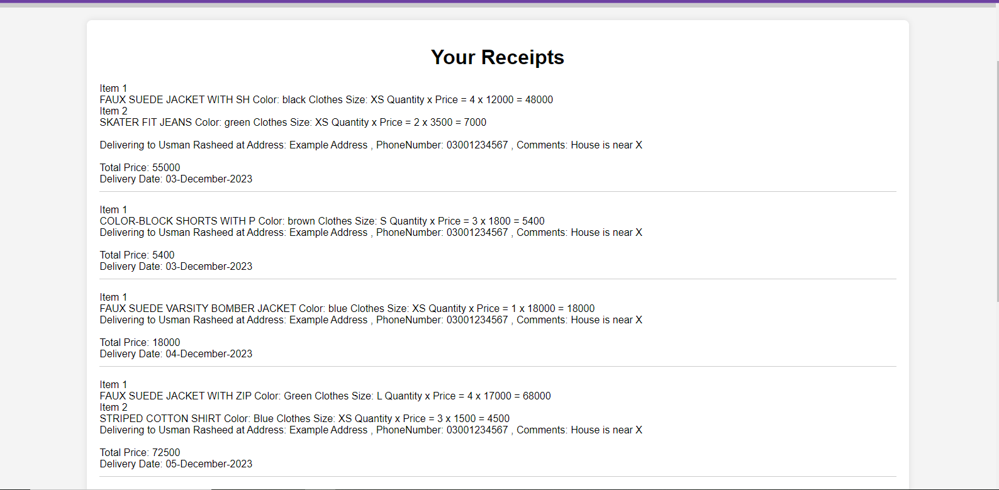 Your Receipts
Item 1
FAUX SUEDE JACKET WITH SH Color: black Clothes Size: XS Quantity x Price = 4 x 12000 = 48000
Item 2
SKATER FIT JEANS Color: green Clothes Size: XS Quantity x Price = 2 x 3500 = 7000
Delivering to Usman Rasheed at Address: Example Address , PhoneNumber: 03001234567 , Comments: House is near X
Total Price: 55000
Delivery Date: 03-December-2023
Item 1
COLOR-BLOCK SHORTS WITH P Color: brown Clothes Size: S Quantity x Price = 3 x 1800 = 5400
Delivering to Usman Rasheed at Address: Example Address , PhoneNumber: 03001234567 , Comments: House is near X
Total Price: 5400
Delivery Date: 03-December-2023
Item 1
FAUX SUEDE VARSITY BOMBER JACKET Color: blue Clothes Size: XS Quantity x Price = 1 x 18000 = 18000
Delivering to Usman Rasheed at Address: Example Address , PhoneNumber: 03001234567 , Comments: House is near X
Total Price: 18000
Delivery Date: 04-December-2023
Item 1
FAUX SUEDE JACKET WITH ZIP Color: Green Clothes Size: L Quantity x Price = 4 x 17000 = 68000
Item 2
STRIPED COTTON SHIRT Color: Blue Clothes Size: XS Quantity x Price = 3 x 1500 = 4500
Delivering to Usman Rasheed at Address: Example Address , PhoneNumber: 03001234567 , Comments: House is near X
Total Price: 72500
Delivery Date: 05-December-2023